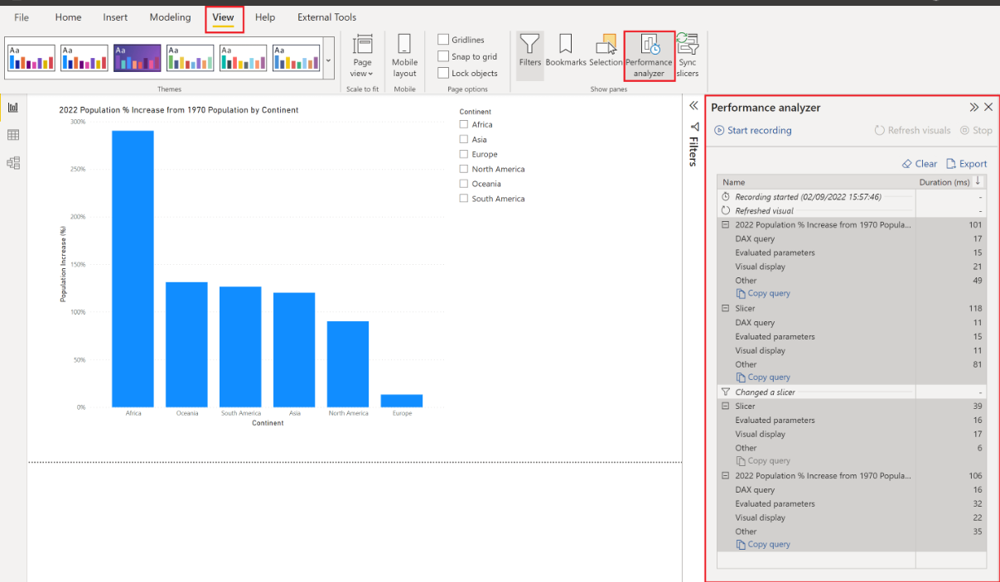 File Home Insert Modeling View Help External Tools
Aa Aa Aa Aa Aa Aa
Page view
Mobile layout
Gridlines
Snap to grid
Lock objects
Filters
Bookmarks
Selection
Performance analyzer
Sync slicers
Themes Scale to fit Mobile Page options Show panes
2022 Population % Increase from 1970 Population by Continent
300%
250%
200%
150%
100%
50%
0%
Population Increase (%)
Africa Oceania South America Asia North America Europe
Continent
Continent
Africa
Asia
Europe
North America
Oceania
South America
Filters
Performance analyzer
Start recording Refresh visuals Stop
Clear Export
Name Duration (ms)
Recording started (02/09/2022 15:57:46) -
Refreshed visual -
2022 Population % Increase from 1970 Popula... 101
DAX query 17
Evaluated parameters 15
Visual display 21
Other 49
Copy query
Slicer 118
DAX query 11
Evaluated parameters 15
Visual display 11
Other 81
Copy query
Changed a slicer -
Slicer 39
Evaluated parameters 16
Visual display 17
Other 6
Copy query
2022 Population % Increase from 1970 Popula... 106
DAX query 16
Evaluated parameters 32
Visual display 22
Other 35
Copy query